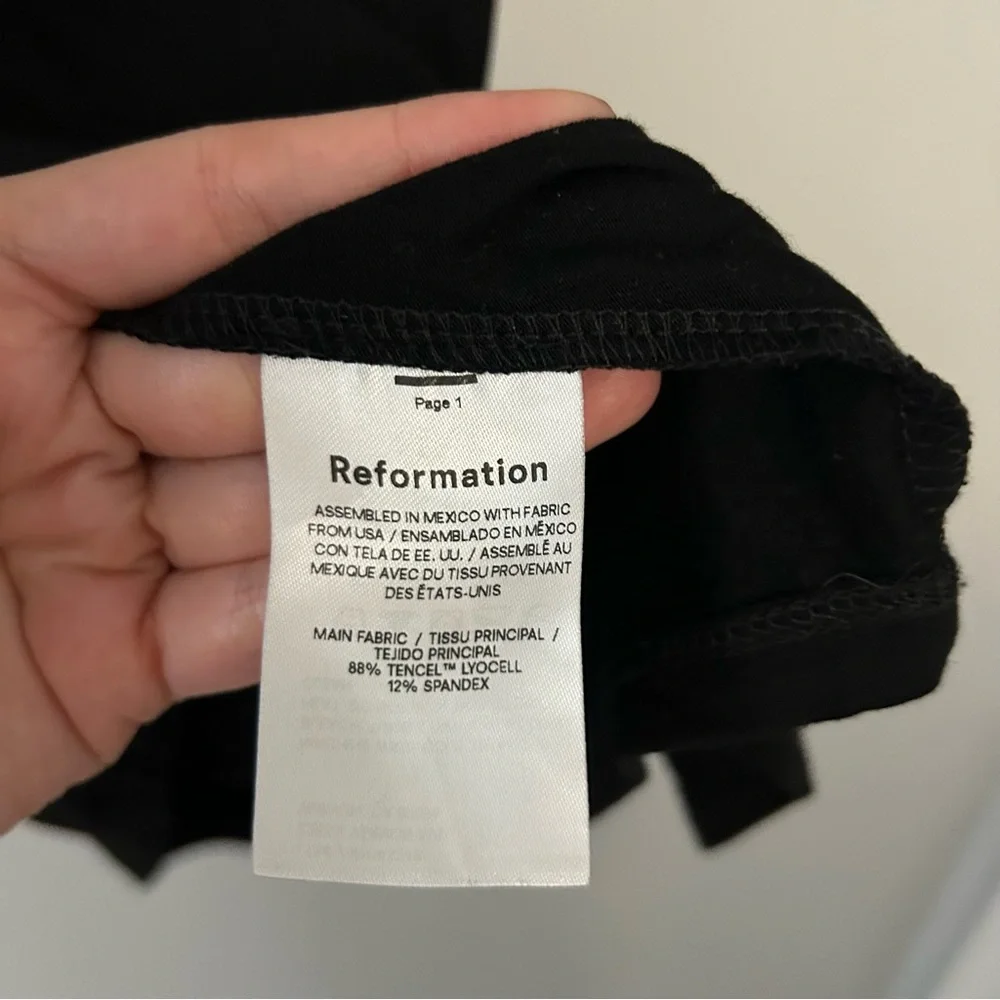 Page 1
Reformation
ASSEMBLED IN MEXICO WITH FABRIC
FROM USA / ENSAMBLADO EN MÉXICO
CON TELA DE EE. UU. / ASSEMBLÉ AU
MEXIQUE AVEC DU TISSU PROVENANT
DES ÉTATS-UNIS
MAIN FABRIC / TISSU PRINCIPAL /
TEJIDO PRINCIPAL
88% TENCEL™ LYOCELL
12% SPANDEX